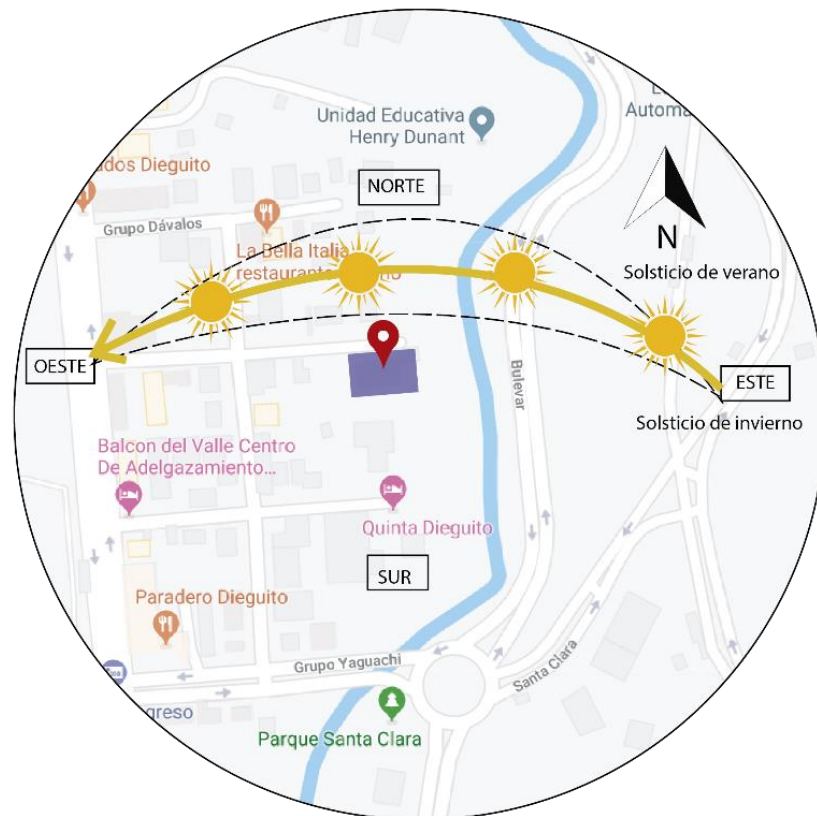 Unidad Educativa
Henry Dunant
Automa
NORTE
dos Dieguito
Grupo Dávalos
La Bella Italia
restaurante
N
Solsticio de verano
OESTE
ESTE
Solsticio de invierno
Bulevar
Balcon del Valle Centro
De Adelgazamiento...
Quinta Dieguito
SUR
Paradero Dieguito
Grupo Yaguachi
Santa Clara
greso
Parque Santa Clara